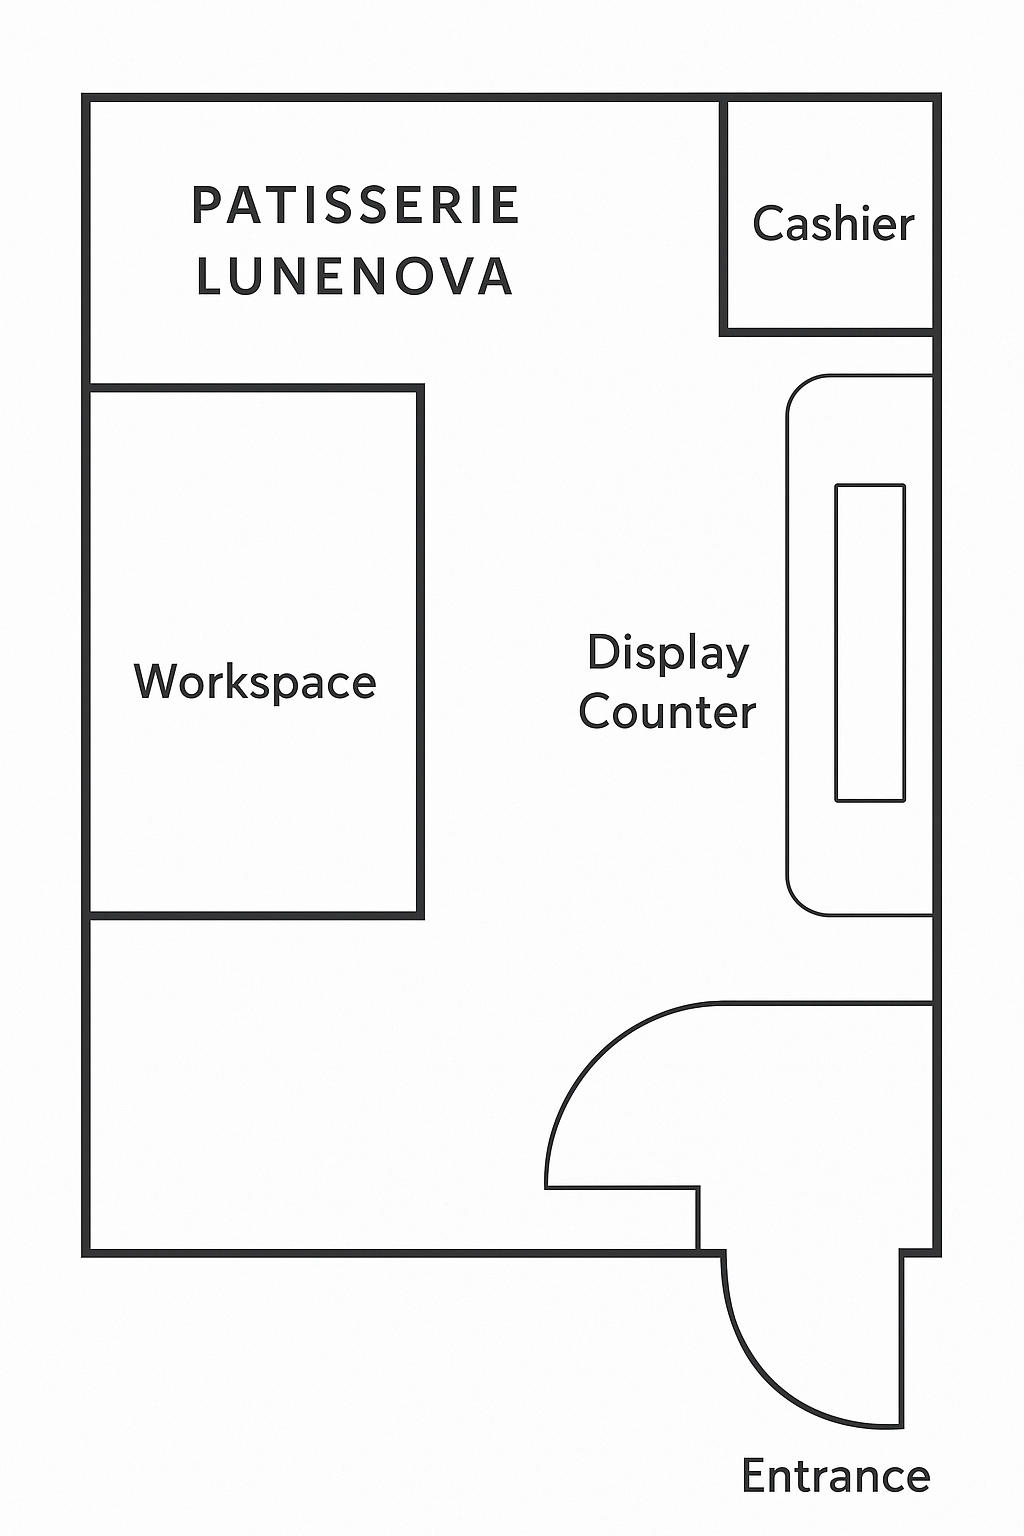 PATISSERIE
LUNENOVA
Cashier
Display
Counter
Workspace
Entrance